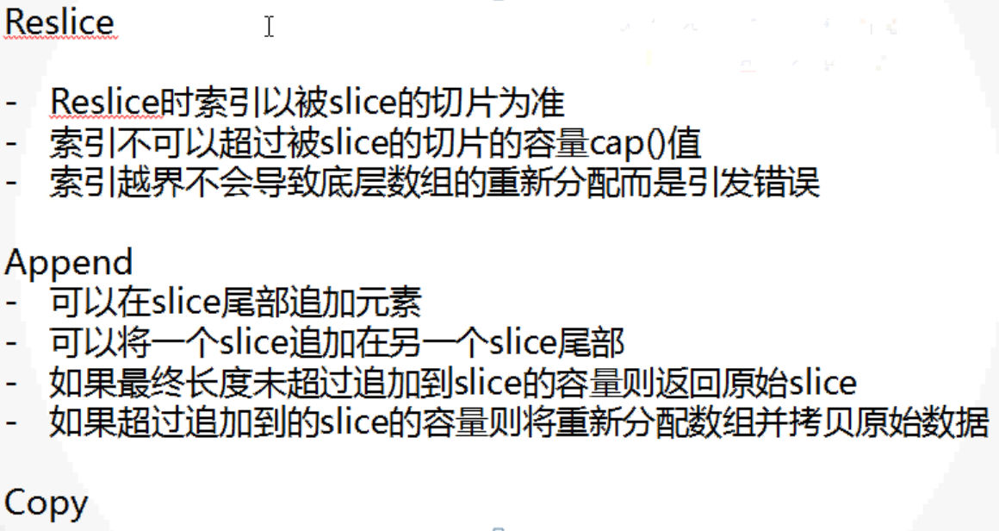 Reslice
- Reslice时索引以被slice的切片为准
- 索引不可以超过被slice的切片的容量cap()值
- 索引越界不会导致底层数组的重新分配而是引发错误
Append
- 可以在slice尾部追加元素
- 可以将一个slice追加在另一个slice尾部
- 如果最终长度未超过追加到slice的容量则返回原始slice
- 如果超过追加到的slice的容量则将重新分配数组并拷贝原始数据
Copy